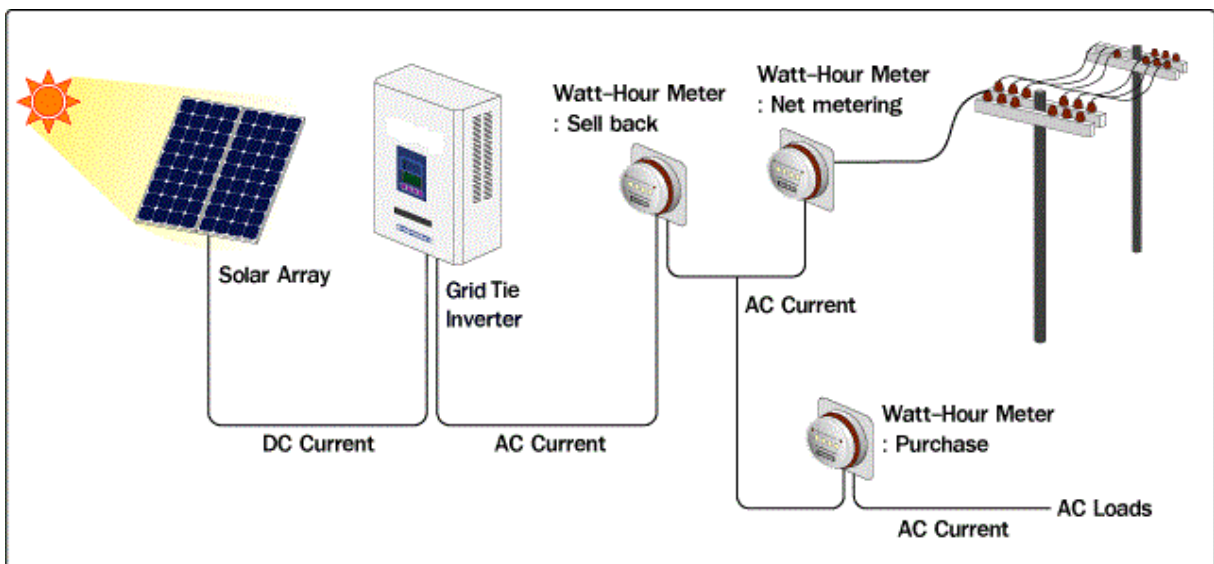 Watt-Hour Meter
: Sell back
Watt-Hour Meter
: Net metering
Solar Array
Grid Tie
Inverter
AC Current
DC Current
AC Current
Watt-Hour Meter
: Purchase
AC Loads
AC Current